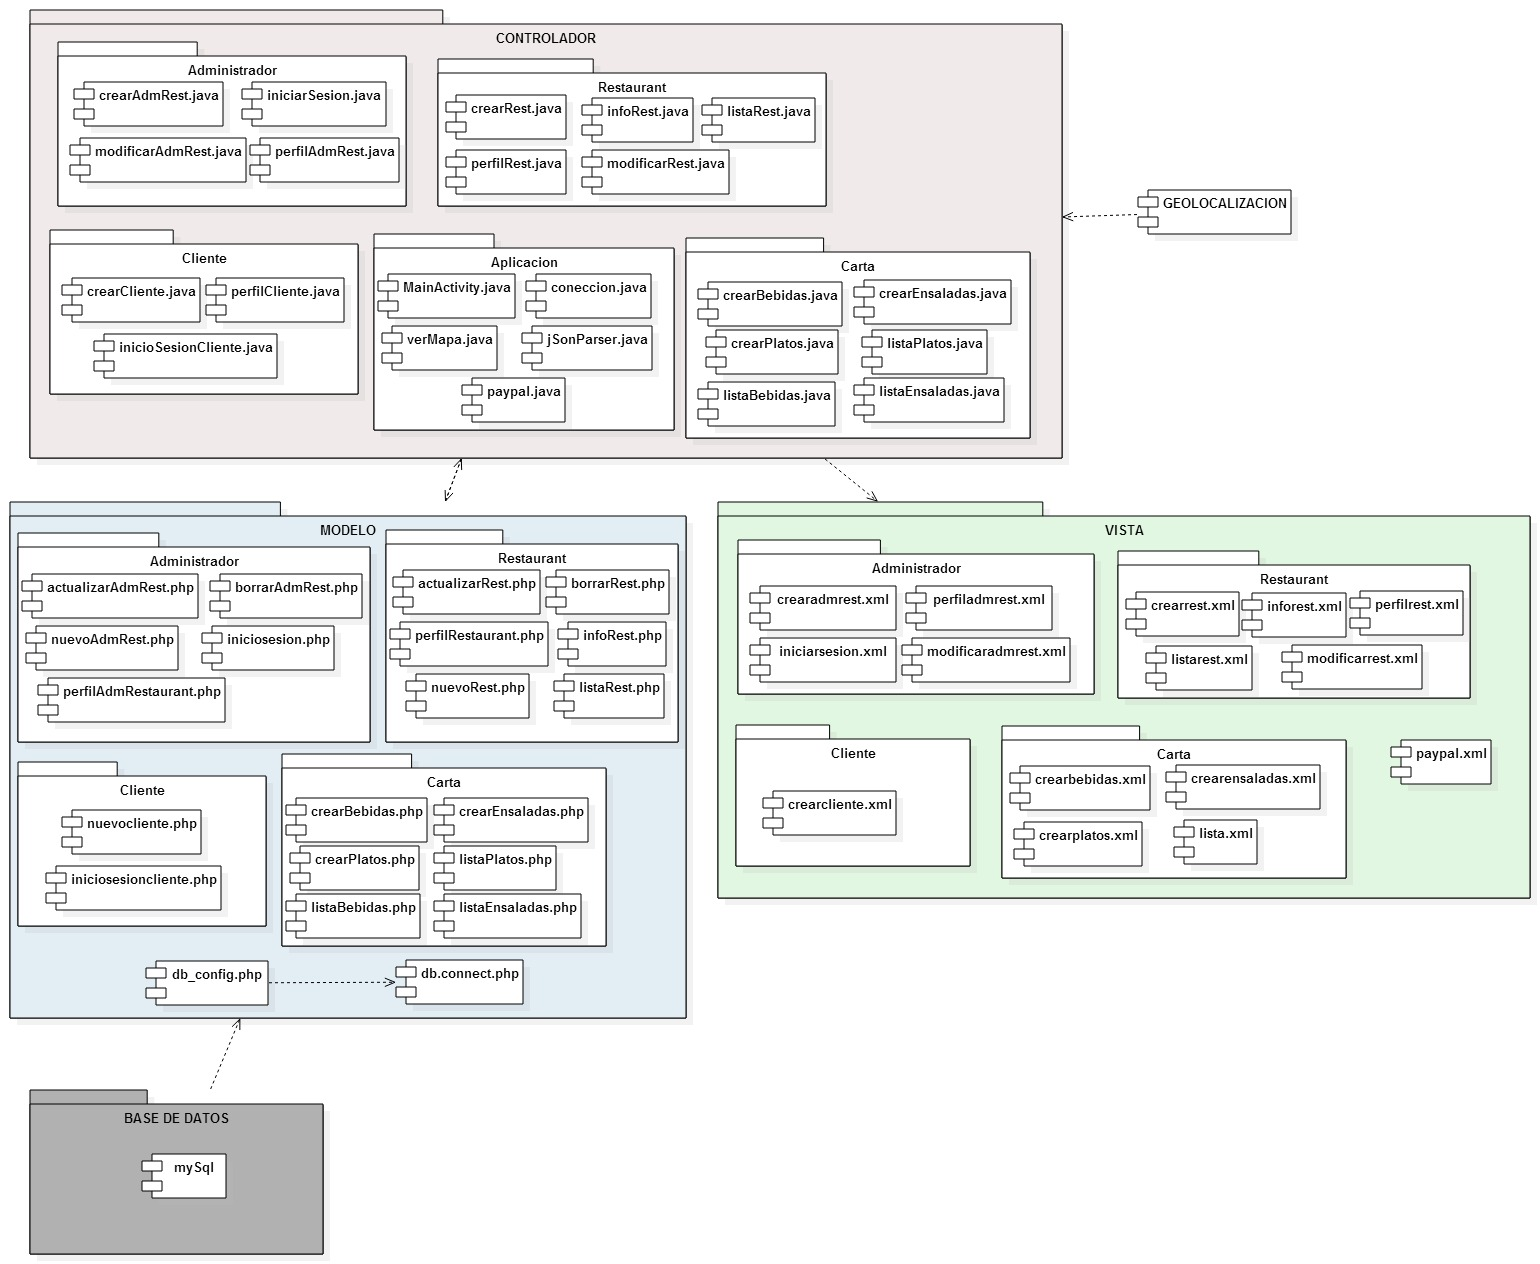 CONTROLADOR
Administrador
crearAdmRest.java
iniciarSesion.java
modificarAdmRest.java
perfilAdmRest.java
Restaurant
crearRest.java
infoRest.java
listaRest.java
perfilRest.java
modificarRest.java
GEOLOCALIZACION
Cliente
crearCliente.java
perfilCliente.java
inicioSesionCliente.java
Aplicacion
MainActivity.java
coneccion.java
verMapa.java
jSonParser.java
paypal.java
Carta
crearBebidas.java
crearEnsaladas.java
crearPlatos.java
listaPlatos.java
listaBebidas.java
listaEnsaladas.java
MODELO
Administrador
actualizarAdmRest.php
borrarAdmRest.php
nuevoAdmRest.php
iniciosesion.php
perfilAdmRestaurant.php
Restaurant
actualizarRest.php
borrarRest.php
perfilRestaurant.php
infoRest.php
nuevoRest.php
listaRest.php
Cliente
nuevocliente.php
iniciosesioncliente.php
Carta
crearBebidas.php
crearEnsaladas.php
crearPlatos.php
listaPlatos.php
listaBebidas.php
listaEnsaladas.php
db_config.php
db.connect.php
VISTA
Administrador
crearadmrest.xml
perfiladmrest.xml
iniciarsesion.xml
modificaradmrest.xml
Restaurant
crearrest.xml
inforest.xml
perfilrest.xml
listarest.xml
modificarrest.xml
Cliente
crearcliente.xml
Carta
crearbebidas.xml
crearensaladas.xml
crearplatos.xml
lista.xml
paypal.xml
BASE DE DATOS
mySql